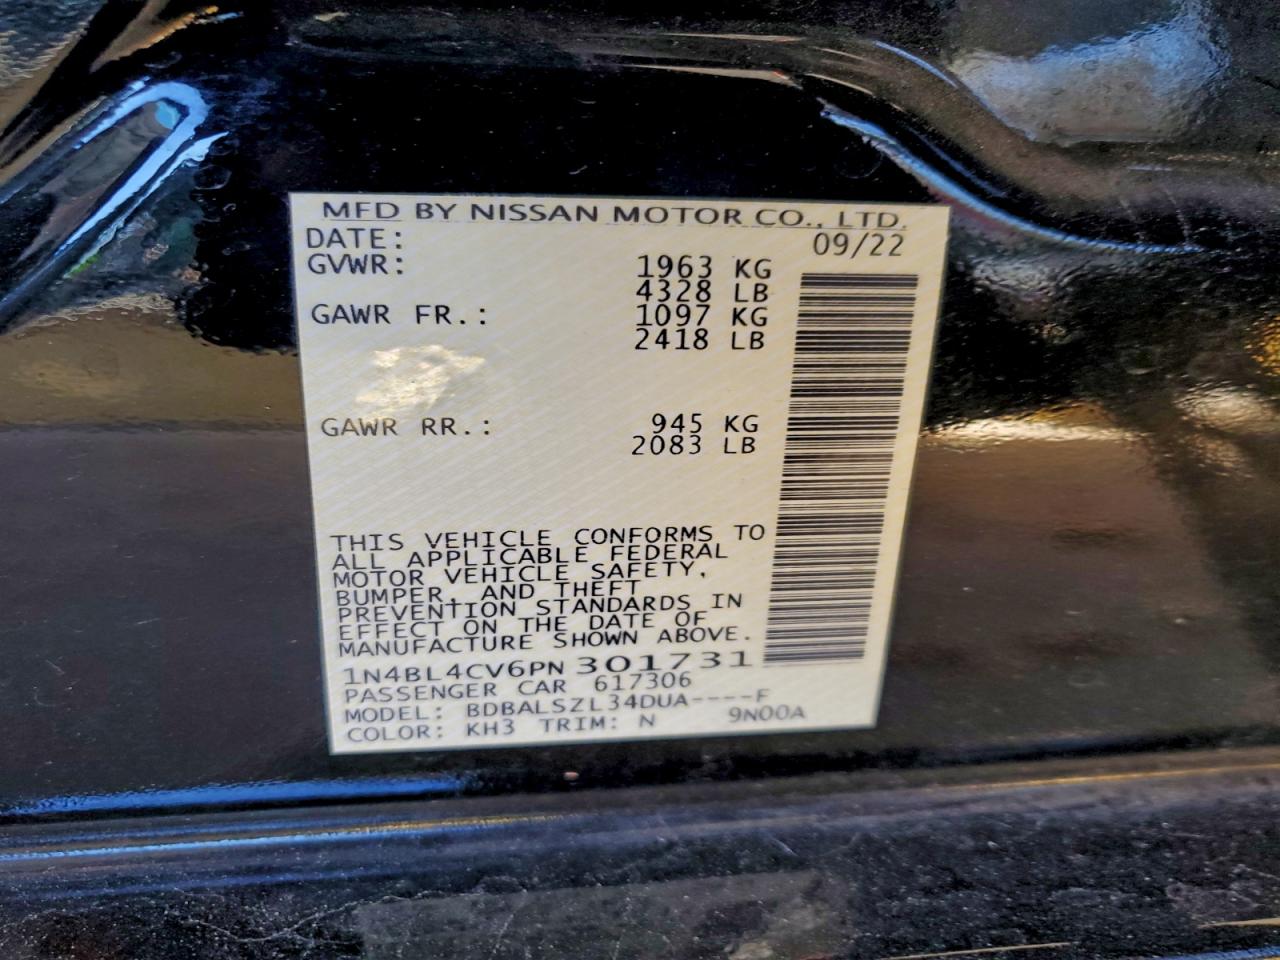 MFD BY NISSAN MOTOR CO., LTD.
DATE: 09/22
GVWR: 1963 KG
4328 LB
GAWR FR.: 1097 KG
2418 LB
GAWR RR.: 945 KG
2083 LB
THIS VEHICLE CONFORMS TO
ALL APPLICABLE FEDERAL
MOTOR VEHICLE SAFETY,
BUMPER, AND THEFT
PREVENTION STANDARDS IN
EFFECT ON THE DATE OF
MANUFACTURE SHOWN ABOVE.
1N4BL4CV6PN 301731
PASSENGER CAR 617306
MODEL: BDBALSZL34DUA----F
COLOR: KH3 TRIM: N 9N00A